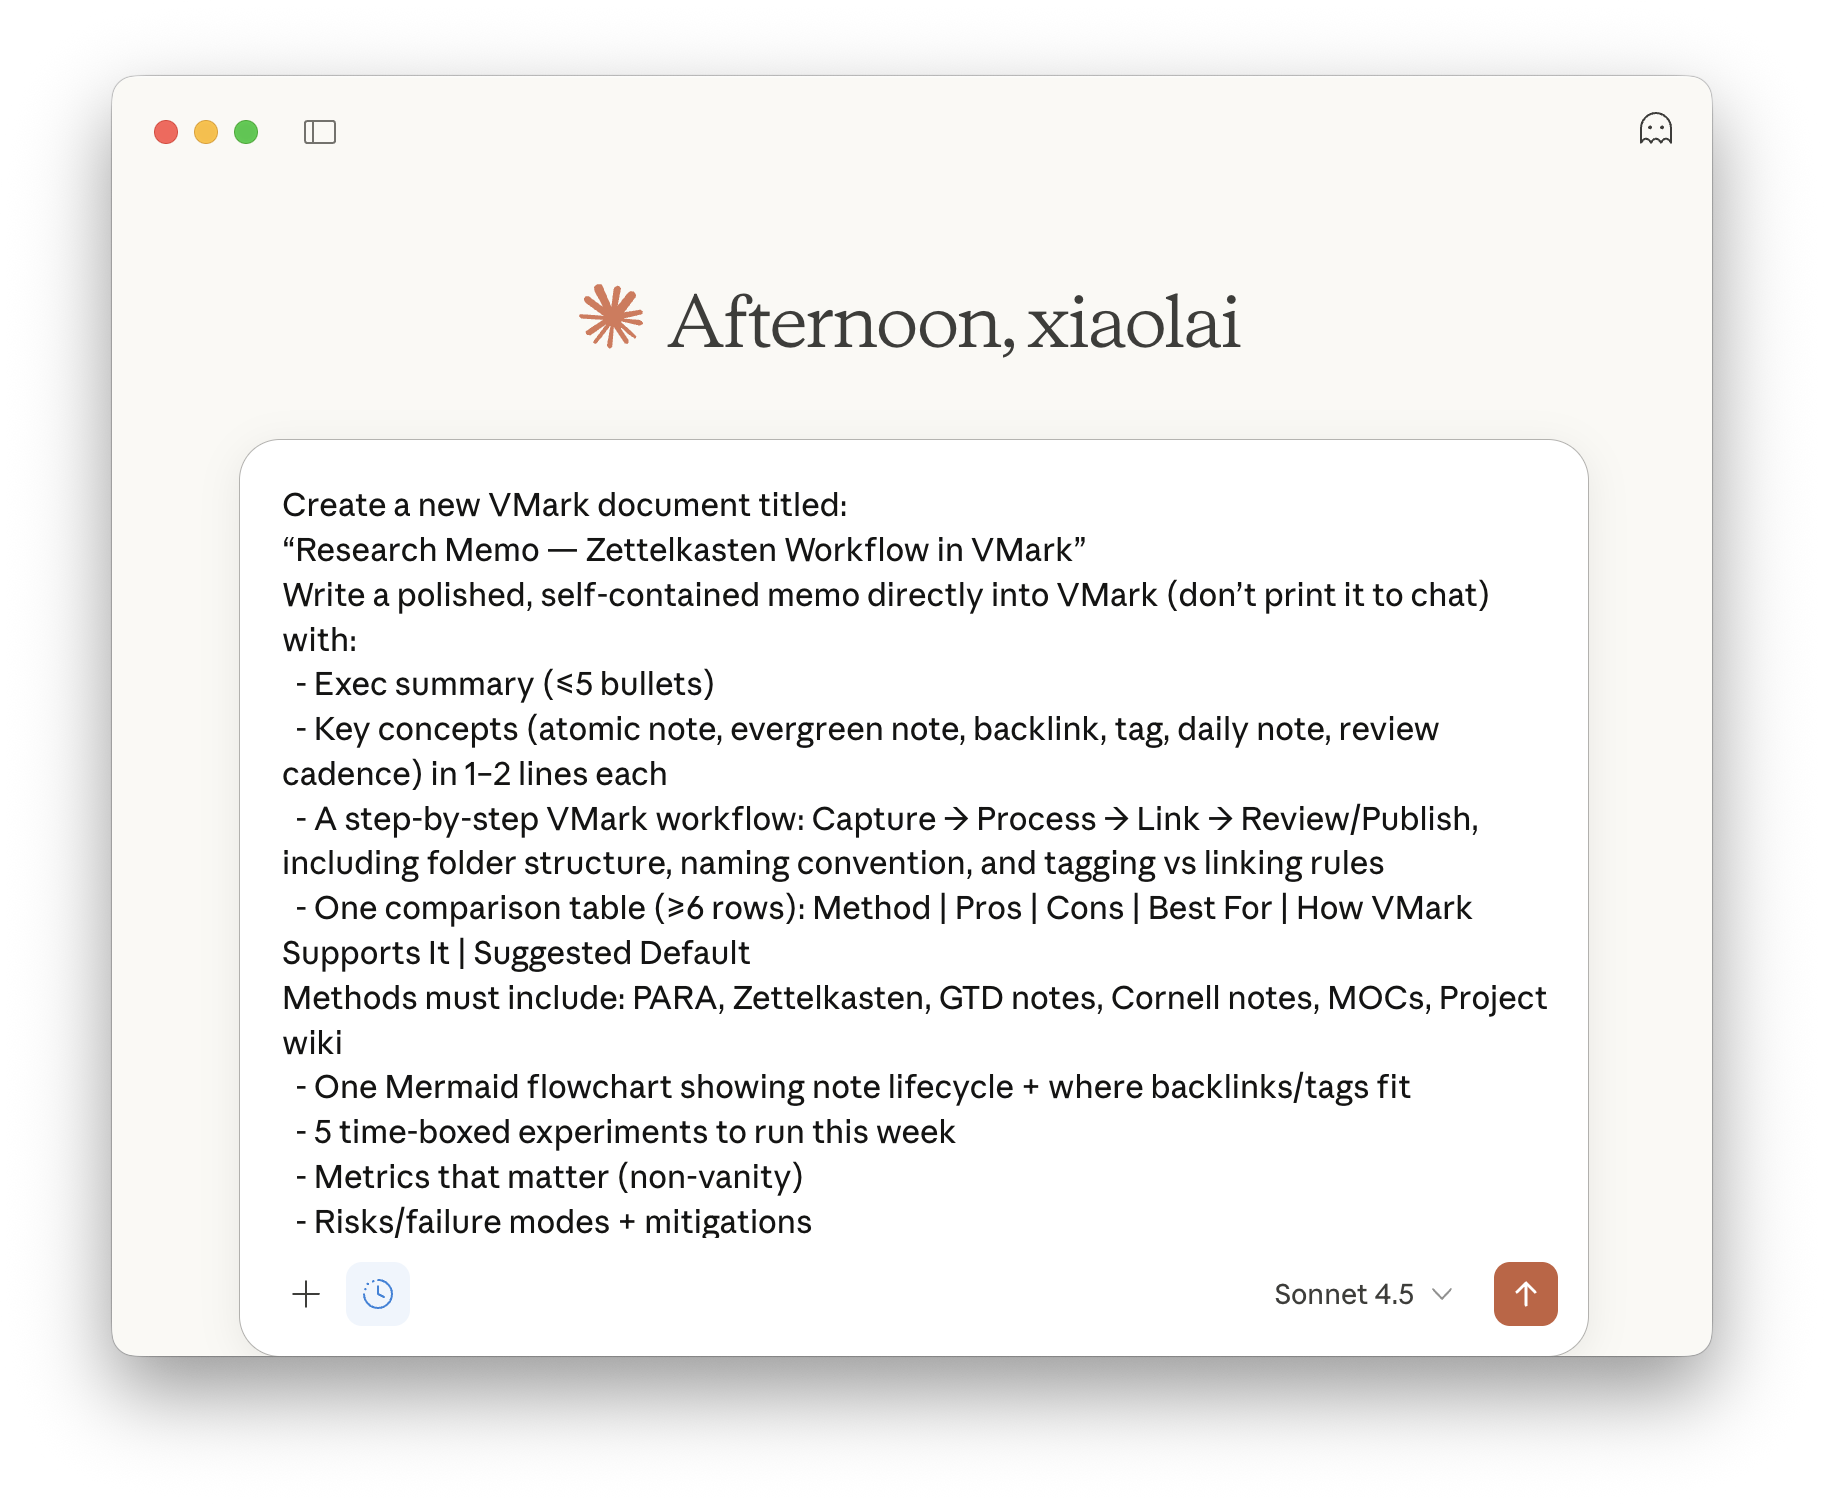 Afternoon, xiaolai
Create a new VMark document titled:
“Research Memo — Zettelkasten Workflow in VMark”
Write a polished, self-contained memo directly into VMark (don’t print it to chat)
with:
- Exec summary (≤5 bullets)
- Key concepts (atomic note, evergreen note, backlink, tag, daily note, review
cadence) in 1–2 lines each
- A step-by-step VMark workflow: Capture → Process → Link → Review/Publish,
including folder structure, naming convention, and tagging vs linking rules
- One comparison table (≥6 rows): Method | Pros | Cons | Best For | How VMark
Supports It | Suggested Default
Methods must include: PARA, Zettelkasten, GTD notes, Cornell notes, MOCs, Project
wiki
- One Mermaid flowchart showing note lifecycle + where backlinks/tags fit
- 5 time-boxed experiments to run this week
- Metrics that matter (non-vanity)
- Risks/failure modes + mitigations
Sonnet 4.5